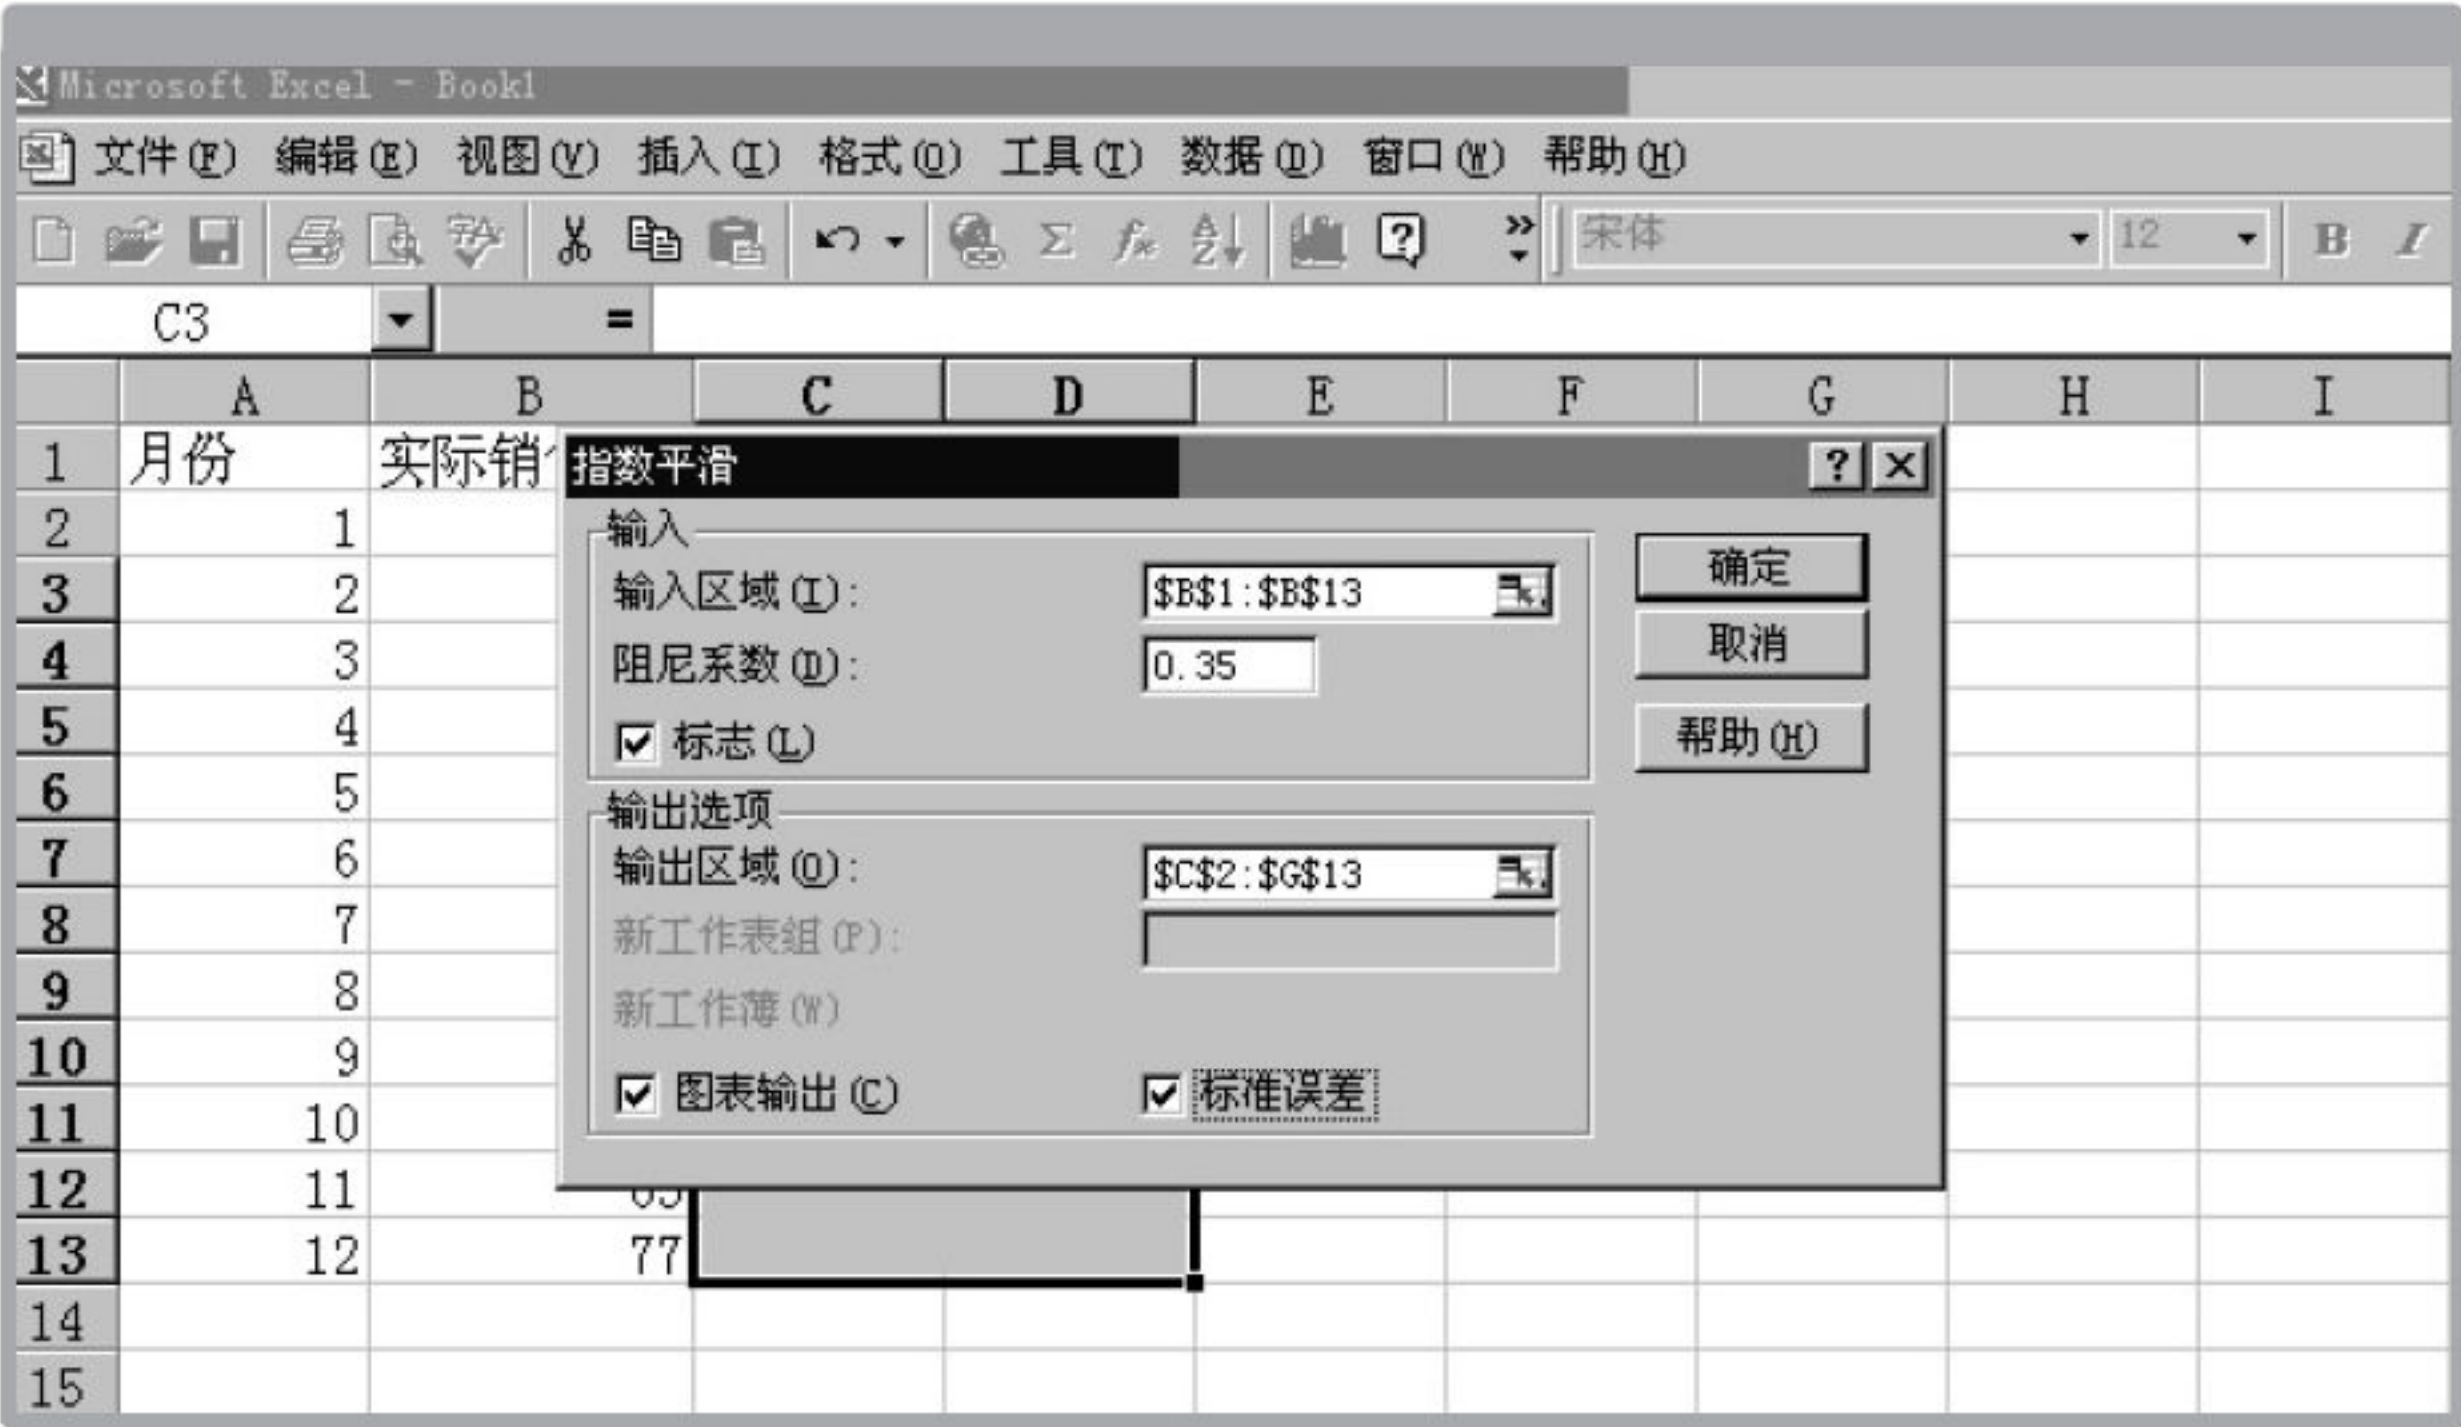 Microsoft Excel - Book1
文件(F) 编辑(E) 视图(V) 插入(I) 格式(O) 工具(T) 数据(D) 窗口(W) 帮助(H)
宋体 12 B I
C3 =
A B C D E F G H I
1 月份 实际销
2 1
3 2
4 3
5 4
6 5
7 6
8 7
9 8
10 9
11 10
12 11
13 12 77
14
15
指数平滑
输入
输入区域(I): $B$1:$B$13
阻尼系数(D): 0.35
标志(L)
确定
取消
帮助(H)
输出选项
输出区域(O): $C$2:$G$13
新工作表组(P):
新工作薄(W)
图表输出(C) 标准误差